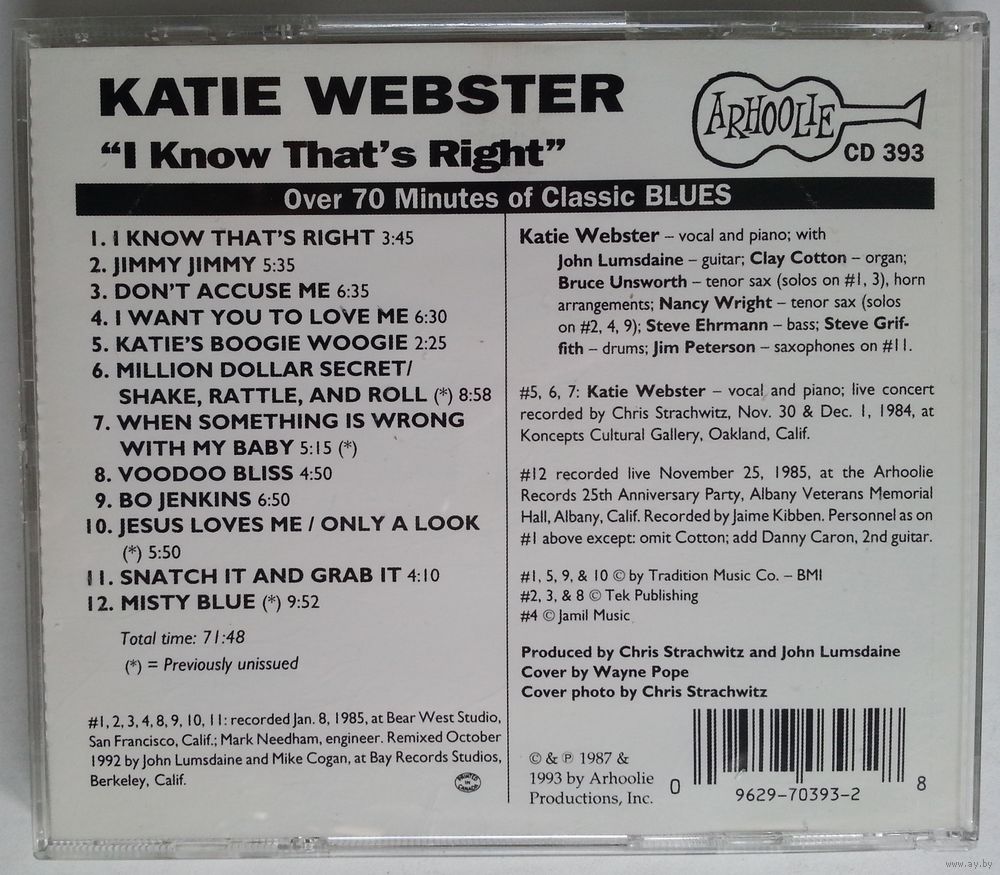 KATIE WEBSTER
"I Know That's Right"
ARHOOLIE
CD 393
Over 70 Minutes of Classic BLUES
1. I KNOW THAT'S RIGHT 3:45
2. JIMMY JIMMY 5:35
3. DON'T ACCUSE ME 6:35
4. I WANT YOU TO LOVE ME 6:30
5. KATIE'S BOOGIE WOOGIE 2:25
6. MILLION DOLLAR SECRET/
SHAKE, RATTLE, AND ROLL (*) 8:58
7. WHEN SOMETHING IS WRONG
WITH MY BABY 5:15 (*)
8. VOODOO BLISS 4:50
9. BO JENKINS 6:50
10. JESUS LOVES ME / ONLY A LOOK
(*) 5:50
11. SNATCH IT AND GRAB IT 4:10
12. MISTY BLUE (*) 9:52
Total time: 71:48
(*) = Previously unissued
#1, 2, 3, 4, 8, 9, 10, 11: recorded Jan. 8, 1985, at Bear West Studio,
San Francisco, Calif.; Mark Needham, engineer. Remixed October
1992 by John Lumsdaine and Mike Cogan, at Bay Records Studios,
Berkeley, Calif.
PRINTED
IN
CANADA
Katie Webster – vocal and piano; with
John Lumsdaine – guitar; Clay Cotton – organ;
Bruce Unsworth – tenor sax (solos on #1, 3), horn
arrangements; Nancy Wright – tenor sax (solos
on #2, 4, 9); Steve Ehrmann – bass; Steve Grif-
fith – drums; Jim Peterson – saxophones on #11.
#5, 6, 7: Katie Webster – vocal and piano; live concert
recorded by Chris Strachwitz, Nov. 30 & Dec. 1, 1984, at
Koncepts Cultural Gallery, Oakland, Calif.
#12 recorded live November 25, 1985, at the Arhoolie
Records 25th Anniversary Party, Albany Veterans Memorial
Hall, Albany, Calif. Recorded by Jaime Kibben. Personnel as on
#1 above except: omit Cotton; add Danny Caron, 2nd guitar.
#1, 5, 9, & 10 © by Tradition Music Co. – BMI
#2, 3, & 8 © Tek Publishing
#4 © Jamil Music
Produced by Chris Strachwitz and John Lumsdaine
Cover by Wayne Pope
Cover photo by Chris Strachwitz
© & ℗ 1987 &
1993 by Arhoolie
Productions, Inc.
0 9629-70393-2 8
www.ay.by